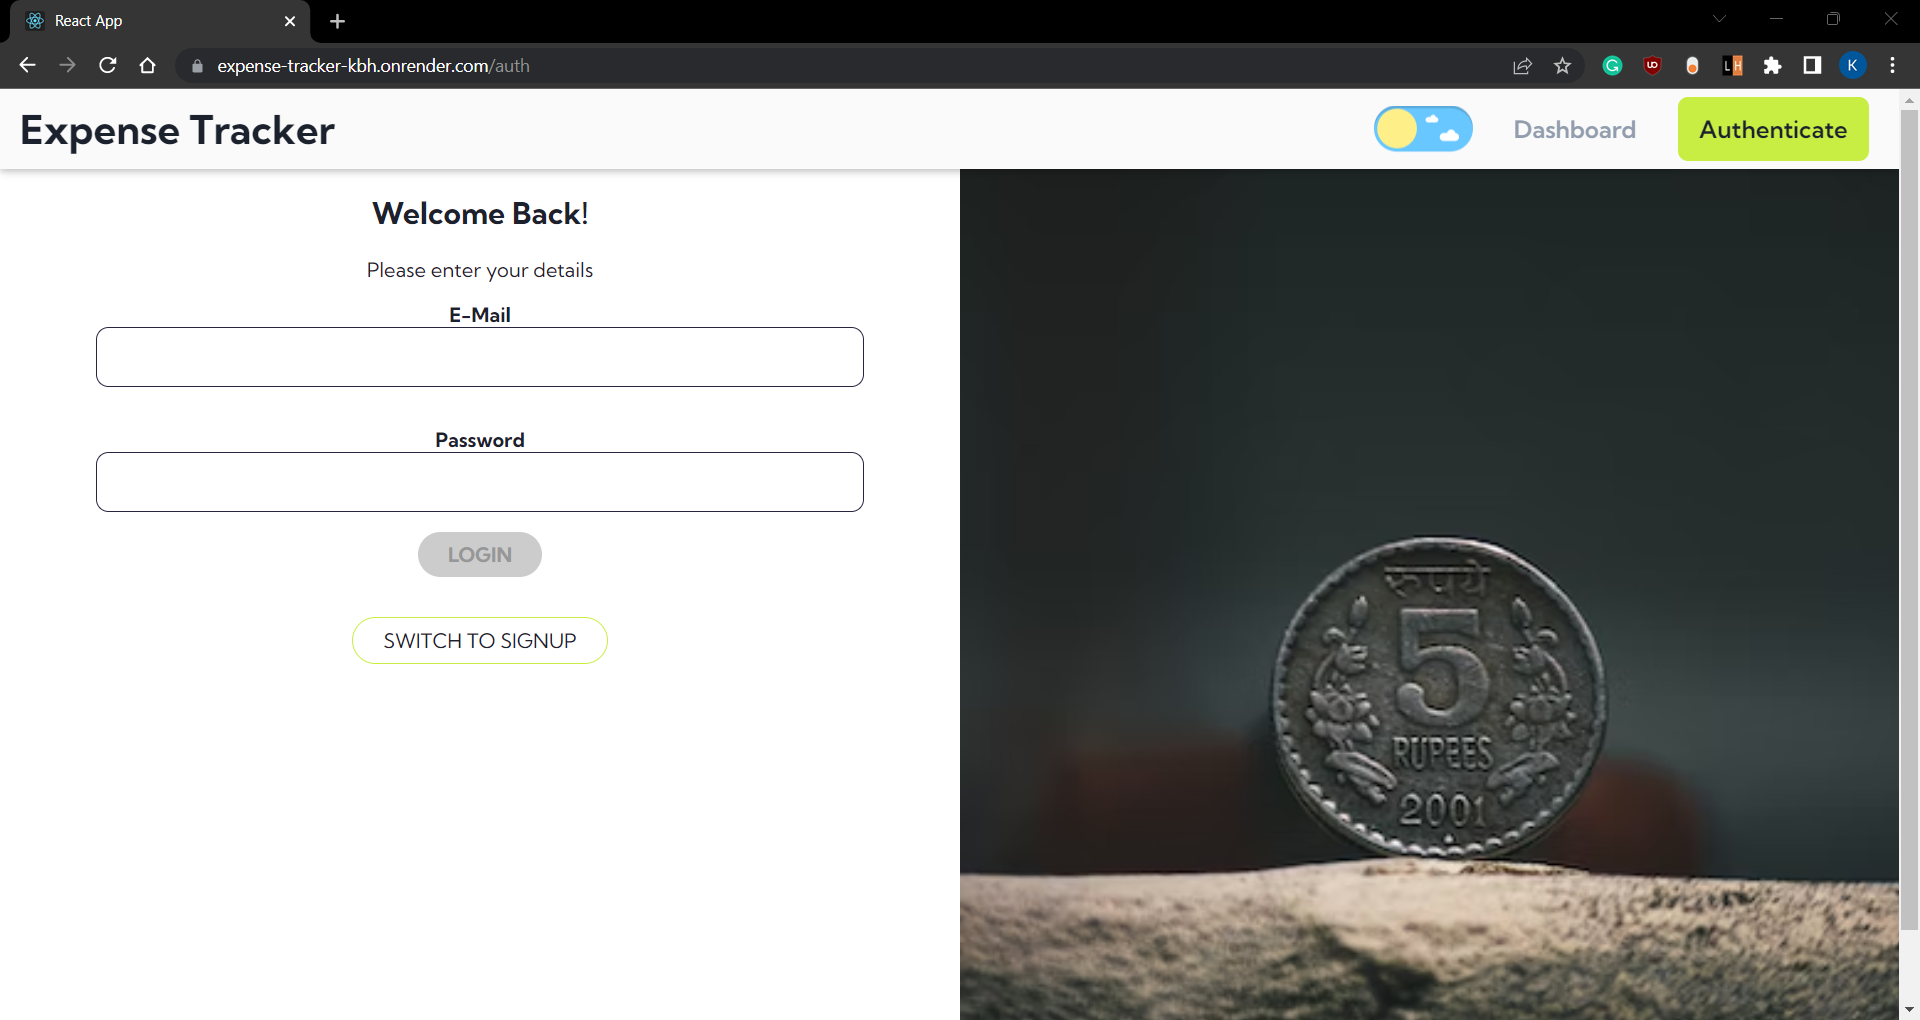 React App
expense-tracker-kbh.onrender.com/auth
K
Expense Tracker
Dashboard
Authenticate
Welcome Back!
Please enter your details
E-Mail
Password
LOGIN
SWITCH TO SIGNUP
रुपये
5
RUPEES
2001